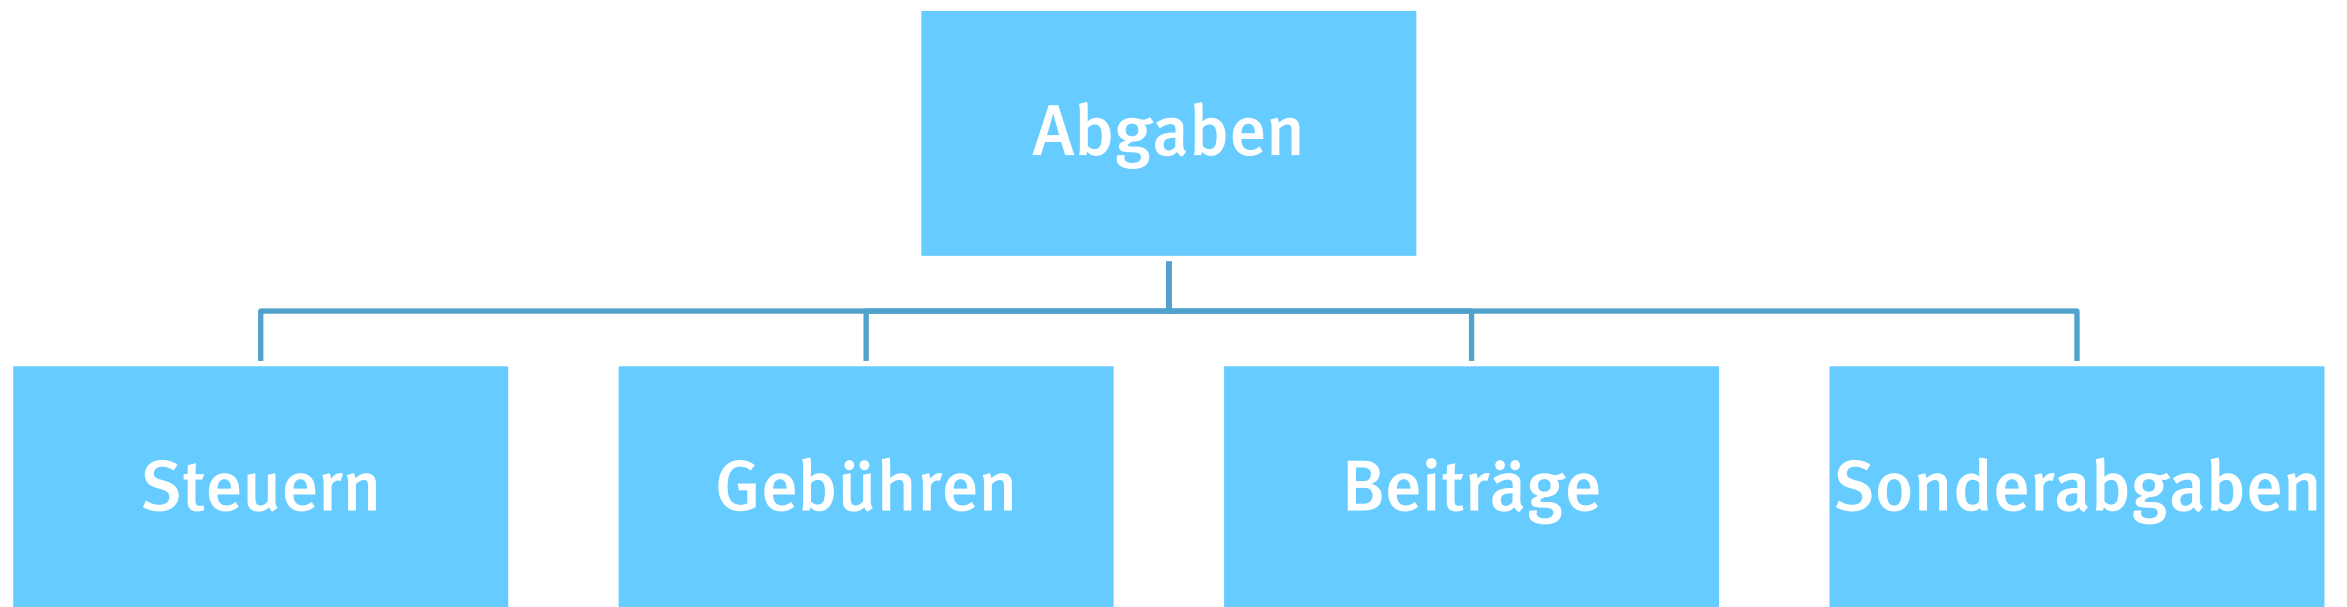 Abgaben
Steuern
Gebühren
Beiträge
Sonderabgaben